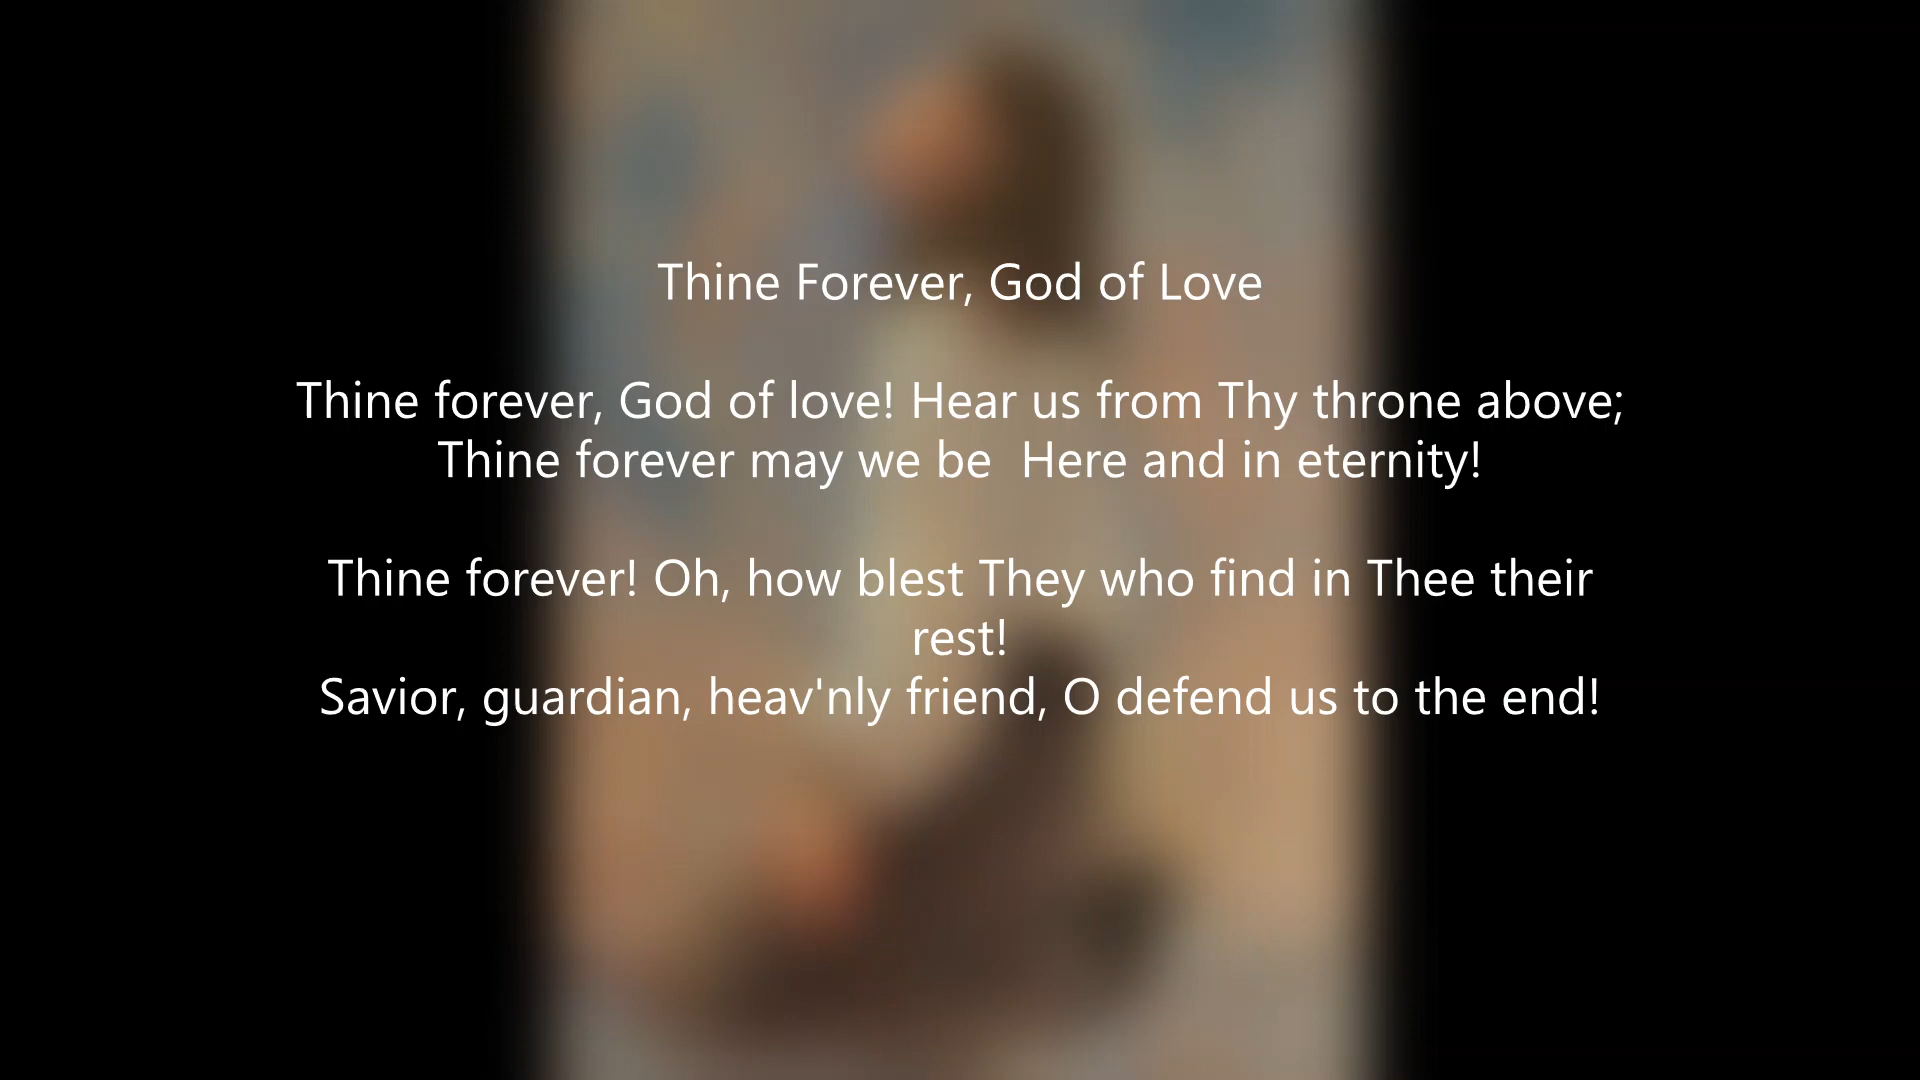 Thine Forever, God of Love
Thine forever, God of love! Hear us from Thy throne above;
Thine forever may we be  Here and in eternity!
Thine forever! Oh, how blest They who find in Thee their
rest!
Savior, guardian, heav'nly friend, O defend us to the end!